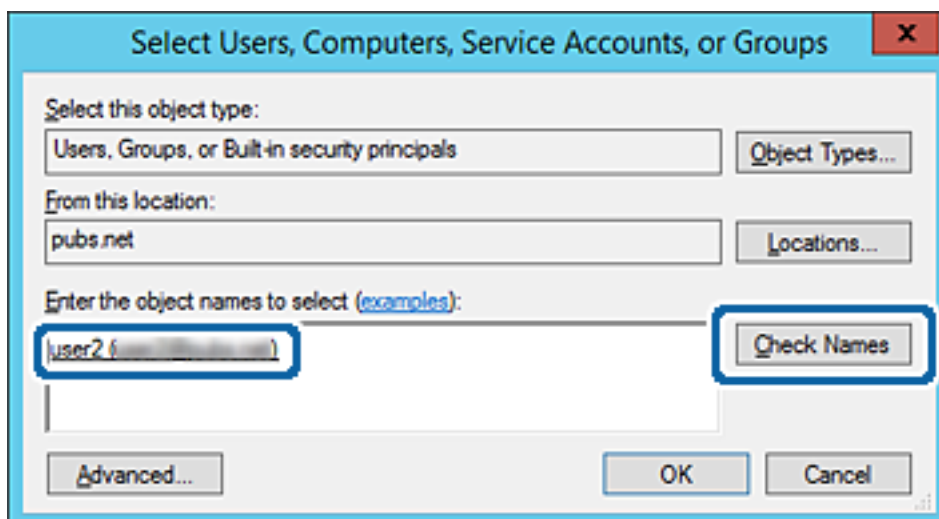 Select Users, Computers, Service Accounts, or Groups
x
Select this object type:
Users, Groups, or Built-in security principals
Object Types...
From this location:
pubs.net
Locations...
Enter the object names to select (examples):
user2 ( )
Check Names
Advanced...
OK
Cancel